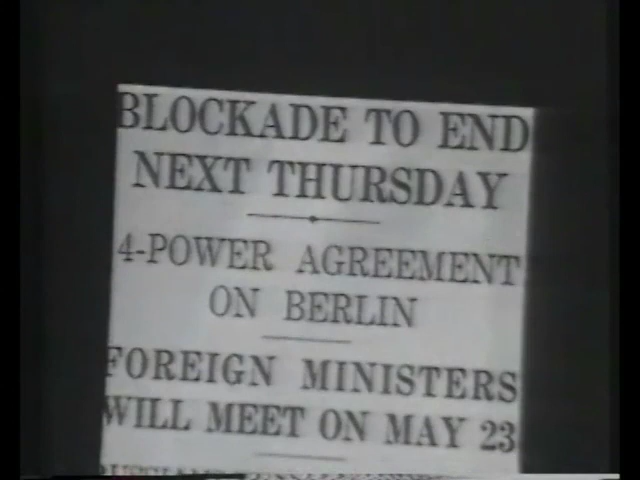 BLOCKADE TO END
NEXT THURSDAY
4-POWER AGREEMENT
ON BERLIN
FOREIGN MINISTERS
WILL MEET ON MAY 23